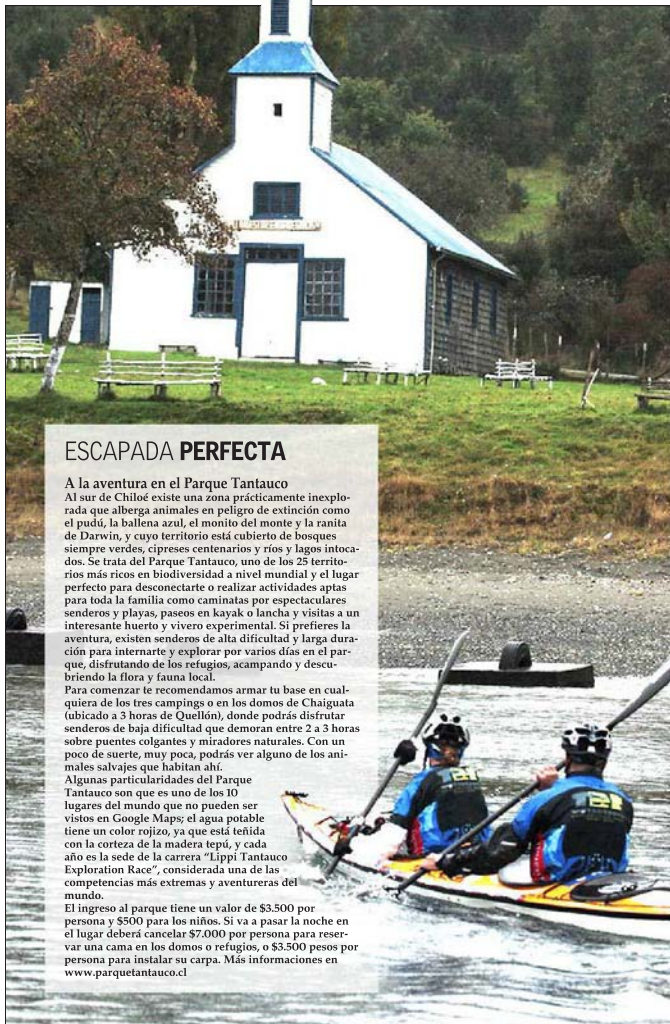 ESCAPADA PERFECTA
A la aventura en el Parque Tantauco
Al sur de Chiloé existe una zona prácticamente inexplo-
rada que alberga animales en peligro de extinción como
el pudú, la ballena azul, el monito del monte y la ranita
de Darwin, y cuyo territorio está cubierto de bosques
siempre verdes, cipreses centenarios y ríos y lagos intoca-
dos. Se trata del Parque Tantauco, uno de los 25 territo-
rios más ricos en biodiversidad a nivel mundial y el lugar
perfecto para desconectarte o realizar actividades aptas
para toda la familia como caminatas por espectaculares
senderos y playas, paseos en kayak o lancha y visitas a un
interesante huerto y vivero experimental. Si prefieres la
aventura, existen senderos de alta dificultad y larga dura-
ción para internarte y explorar por varios días en el par-
que, disfrutando de los refugios, acampando y descu-
briendo la flora y fauna local.
Para comenzar te recomendamos armar tu base en cual-
quiera de los tres campings o en los domos de Chaiguata
(ubicado a 3 horas de Quellón), donde podrás disfrutar
senderos de baja dificultad que demoran entre 2 a 3 horas
sobre puentes colgantes y miradores naturales. Con un
poco de suerte, muy poca, podrás ver alguno de los ani-
males salvajes que habitan ahí.
Algunas particularidades del Parque
Tantauco son que es uno de los 10
lugares del mundo que no pueden ser
vistos en Google Maps; el agua potable
tiene un color rojizo, ya que está teñida
con la corteza de la madera tepú, y cada
año es la sede de la carrera “Lippi Tantauco
Exploration Race”, considerada una de las
competencias más extremas y aventureras del
mundo.
El ingreso al parque tiene un valor de $3.500 por
persona y $500 para los niños. Si va a pasar la noche en
el lugar deberá cancelar $7.000 por persona para reser-
var una cama en los domos o refugios, o $3.500 pesos por
persona para instalar su carpa. Más informaciones en
www.parquetantauco.cl